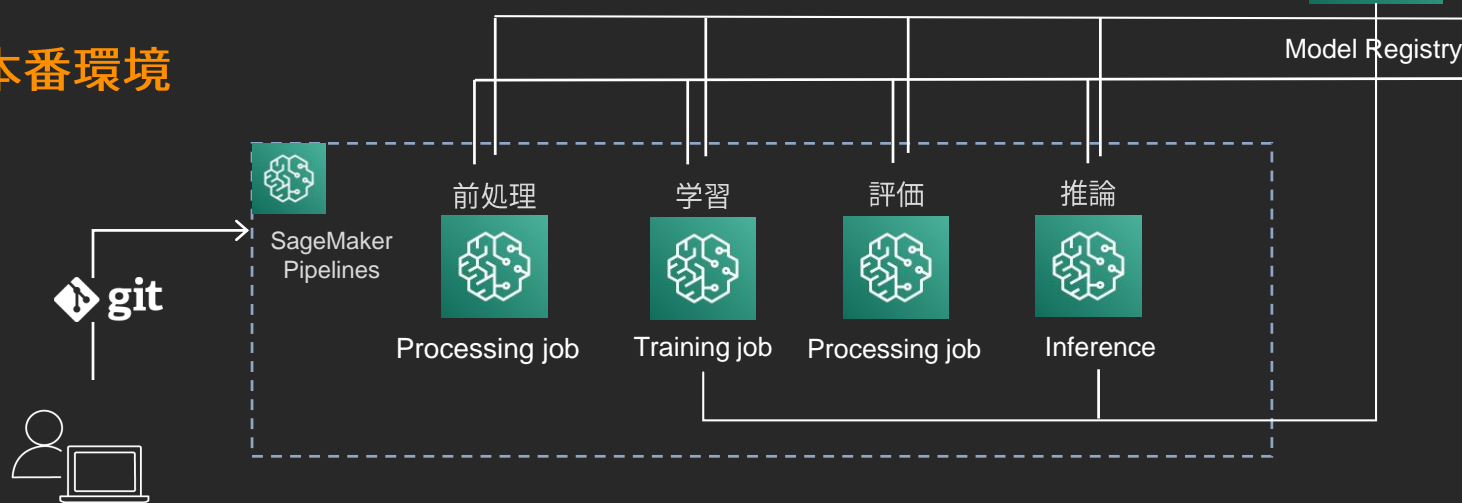 本番環境
Model Registry
前処理
学習
評価
推論
SageMaker
Pipelines
git
Processing job
Training job
Processing job
Inference